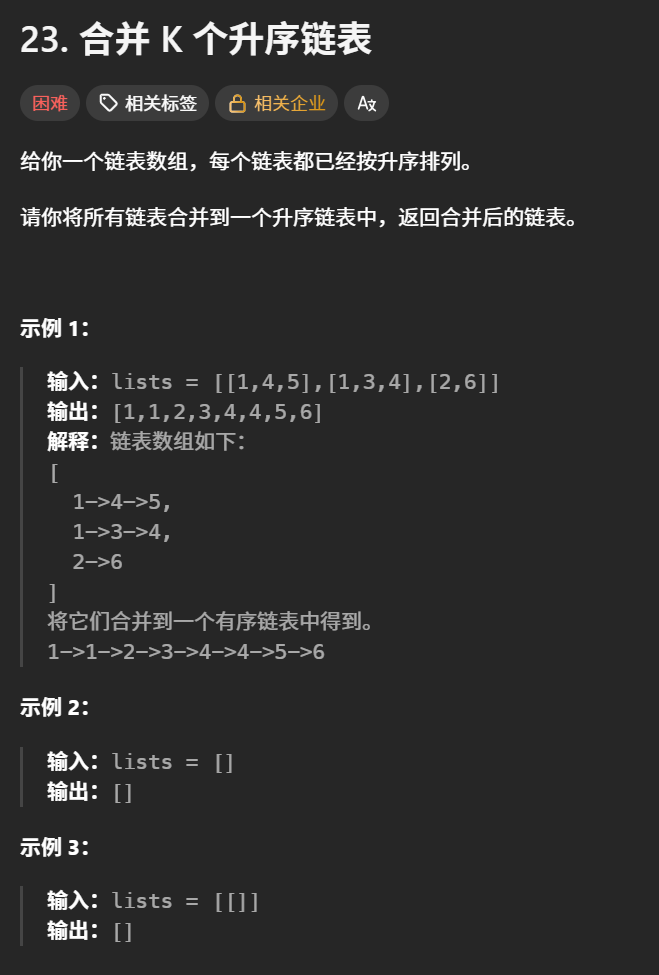 23. 合并 K 个升序链表
困难 相关标签 相关企业
给你一个链表数组，每个链表都已经按升序排列。
请你将所有链表合并到一个升序链表中，返回合并后的链表。
示例 1：
输入：lists = [[1,4,5],[1,3,4],[2,6]]
输出：[1,1,2,3,4,4,5,6]
解释：链表数组如下：
[
  1->4->5,
  1->3->4,
  2->6
]
将它们合并到一个有序链表中得到。
1->1->2->3->4->4->5->6
示例 2：
输入：lists = []
输出：[]
示例 3：
输入：lists = [[]]
输出：[]